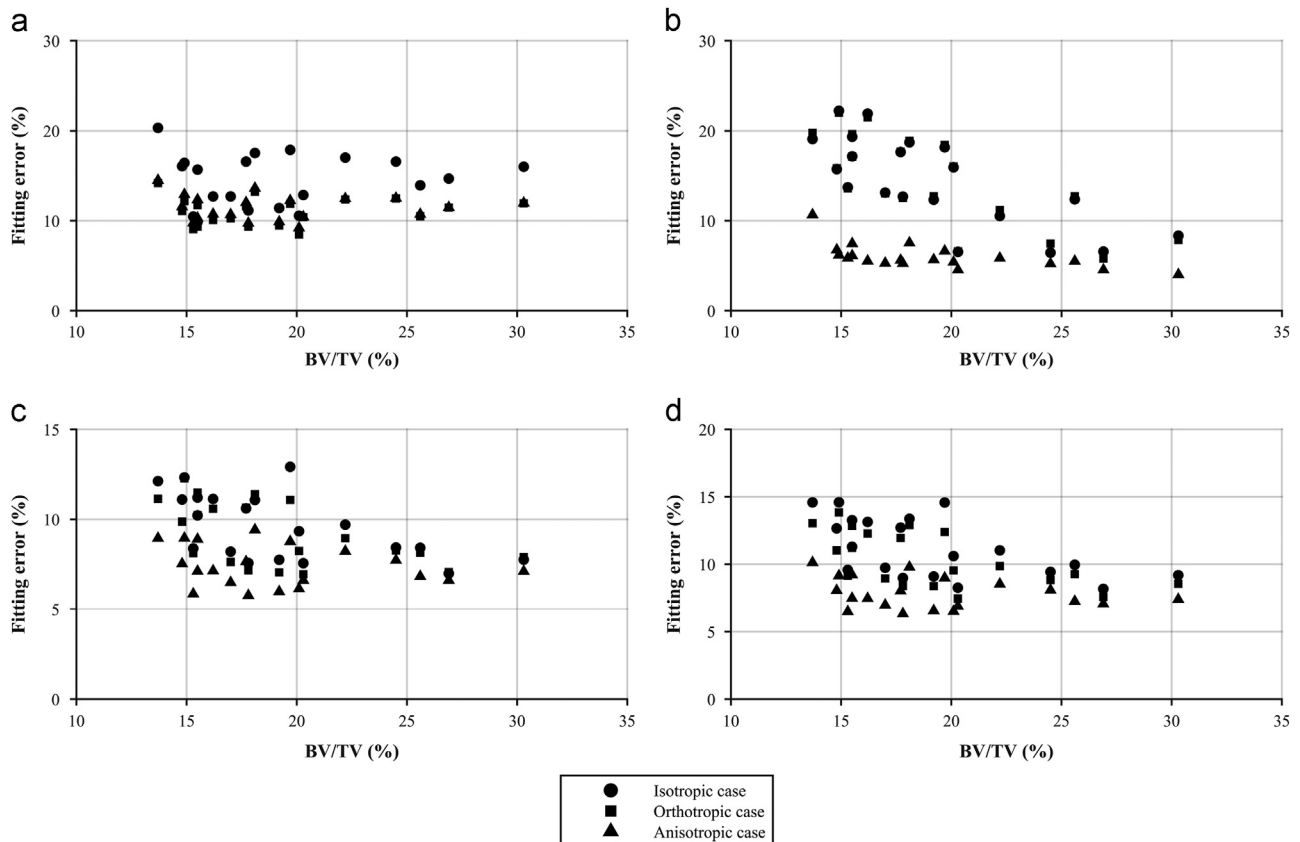 a
30
20
10
0
Fitting error (%)
10 15 20 25 30 35
BV/TV (%)
b
30
20
10
0
Fitting error (%)
10 15 20 25 30 35
BV/TV (%)
c
15
10
5
0
Fitting error (%)
10 15 20 25 30 35
BV/TV (%)
d
20
15
10
5
0
Fitting error (%)
10 15 20 25 30 35
BV/TV (%)
Isotropic case
Orthotropic case
Anisotropic case